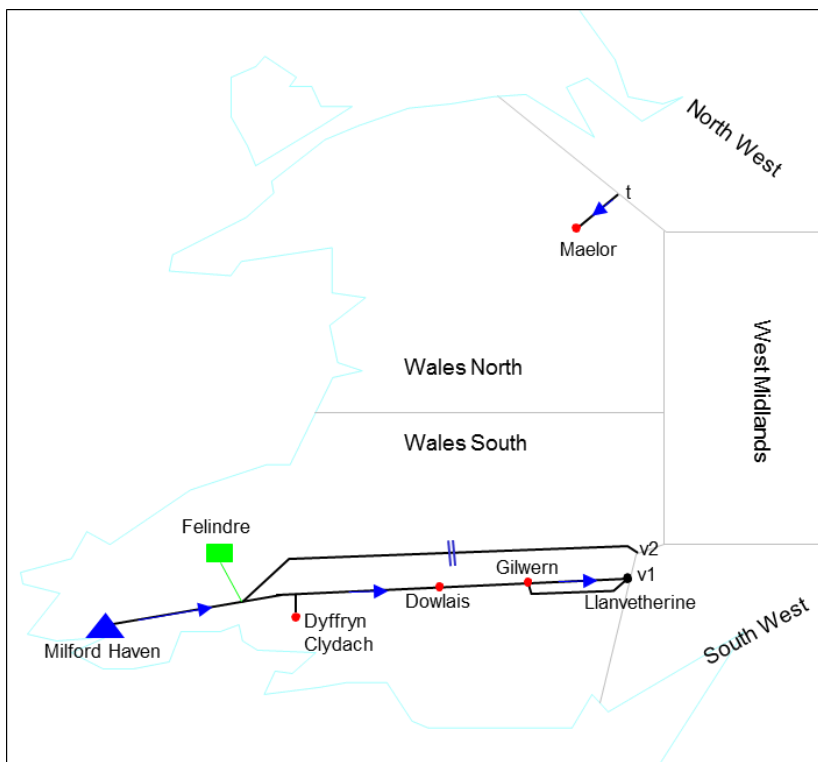 North West
t
Maelor
Wales North
West Midlands
Wales South
Felindre
v2
Gilwern
v1
Dowlais
Llanvetherine
Dyffryn
Clydach
Milford Haven
South West